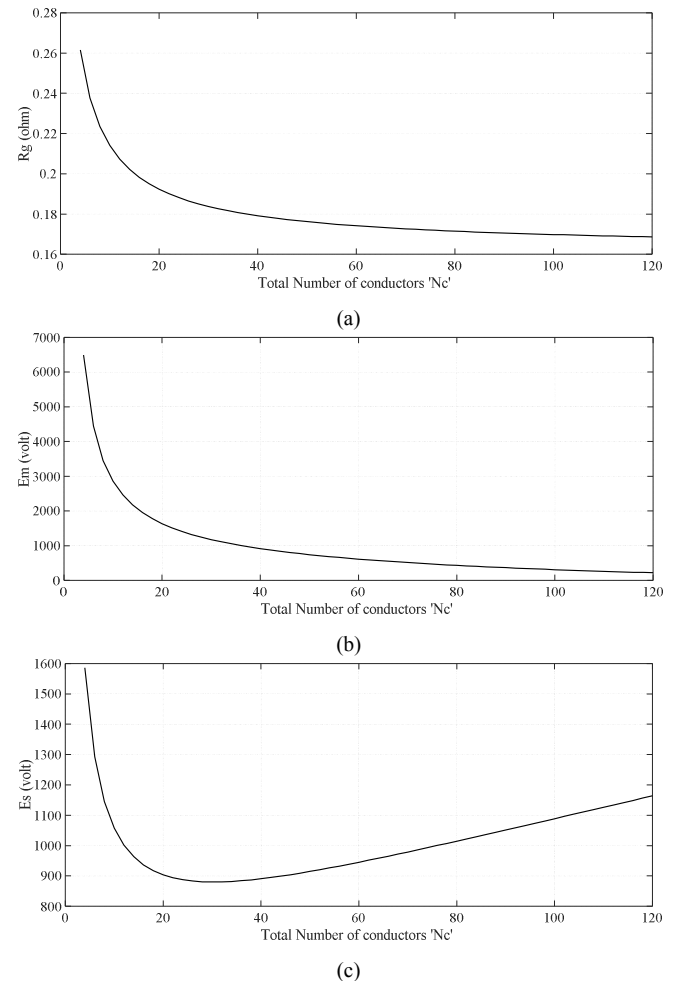 0.28
0.26
0.24
0.22
0.2
0.18
0.16
Rg (ohm)
0 20 40 60 80 100 120
Total Number of conductors 'Nc'
(a)
7000
6000
5000
4000
3000
2000
1000
0
Em (volt)
0 20 40 60 80 100 120
Total Number of conductors 'Nc'
(b)
1600
1500
1400
1300
1200
1100
1000
900
800
Es (volt)
0 20 40 60 80 100 120
Total Number of conductors 'Nc'
(c)